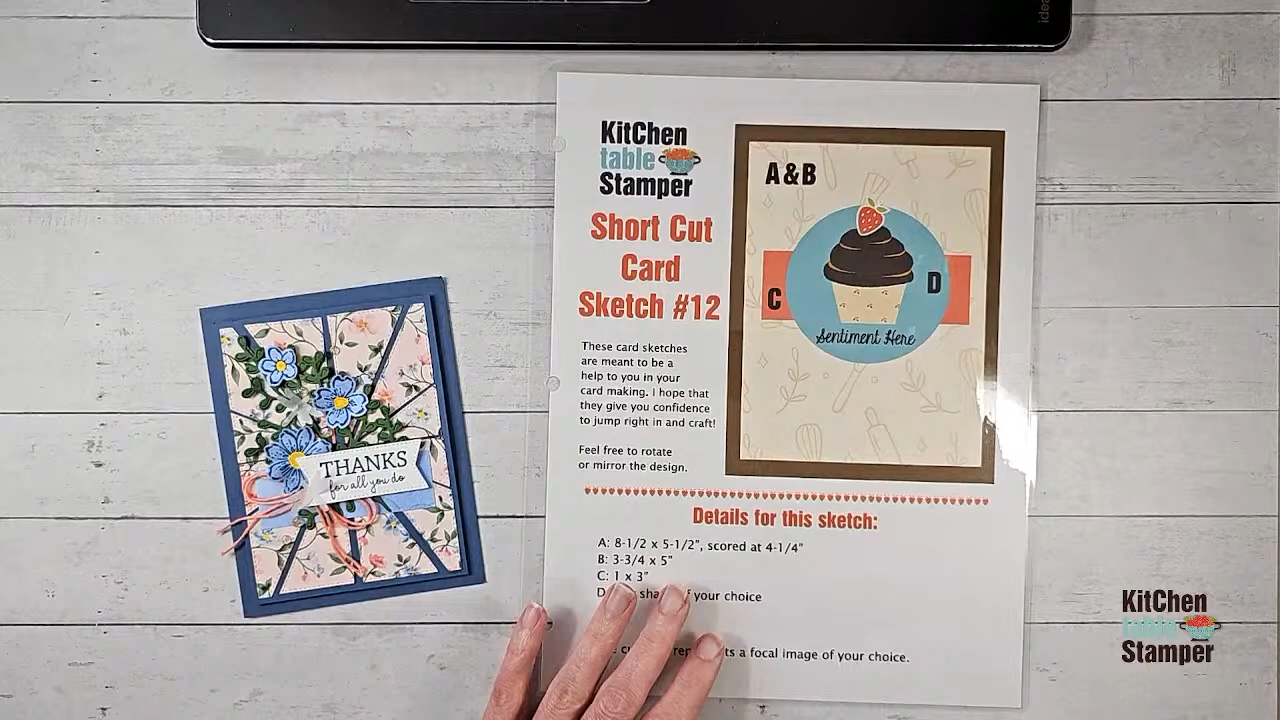 idea
KitChen
table
Stamper
Short Cut
Card
Sketch #12
These card sketches
are meant to be a
help to you in your
card making. I hope that
they give you confidence
to jump right in and craft!
Feel free to rotate
or mirror the design.
A & B
C
D
Sentiment Here
Details for this sketch:
A: 8-1/2 x 5-1/2", scored at 4-1/4"
B: 3-3/4 x 5"
C: 1 x 3"
D of your choice
a focal image of your choice.
THANKS
for all you do
KitChen
table
Stamper